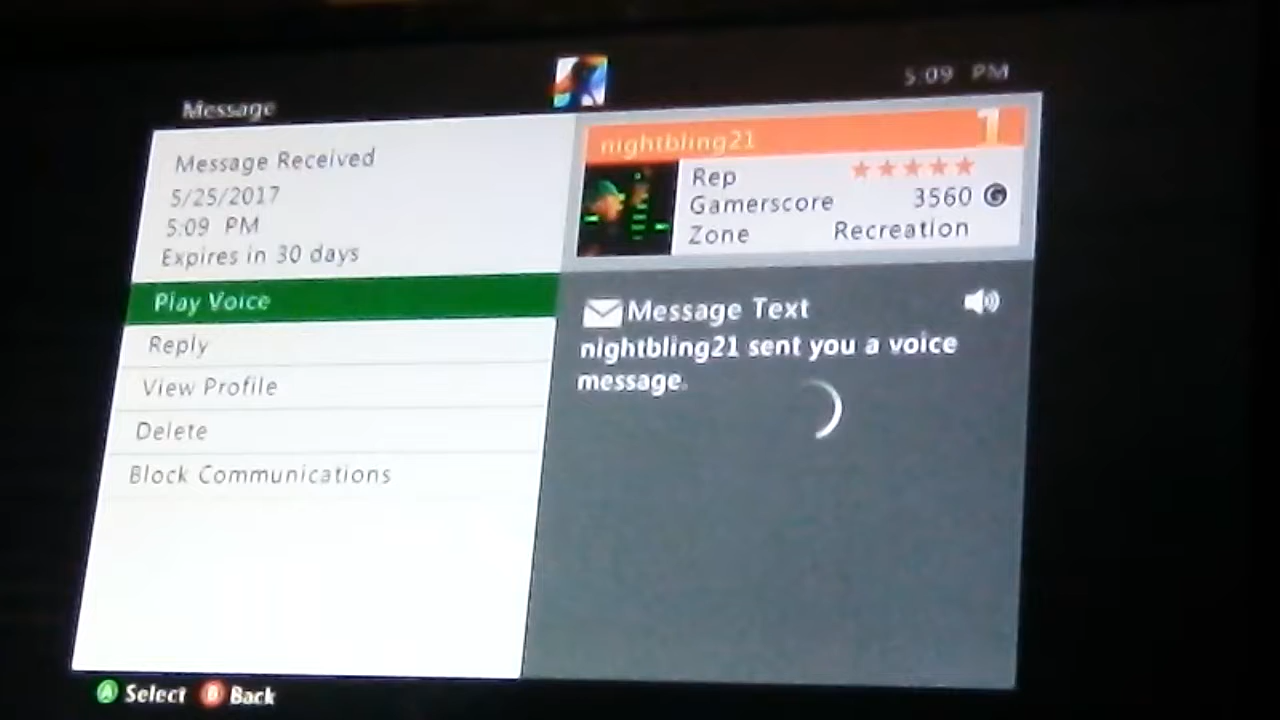 5:09 PM
Message
Message Received
5/25/2017
5:09 PM
Expires in 30 days
Play Voice
Reply
View Profile
Delete
Block Communications
nightbling21 1
Rep
Gamerscore 3560 G
Zone Recreation
Message Text
nightbling21 sent you a voice
message.
A Select B Back